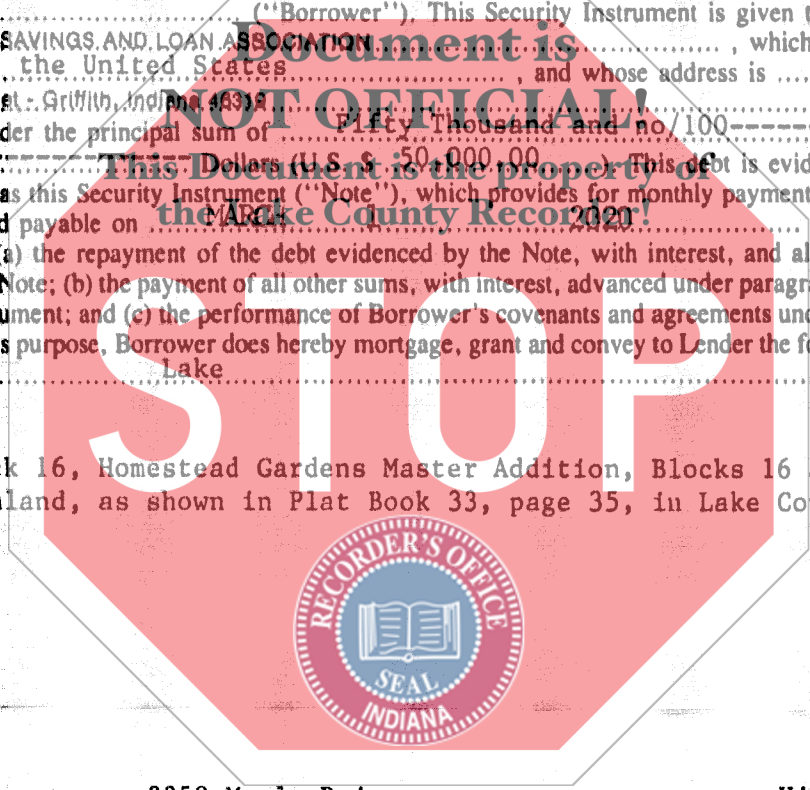 ("Borrower"). This Security Instrument is given
Document is
SAVINGS AND LOAN ASSOCIATION , which
the United States , and whose address is
et - Griffith, Indiana 46319
NOT OFFICIAL!
der the principal sum of Fifty Thousand and no/100------
Dollars (U.S. $ 50,000.00 ). This debt is evid
This Document is the property of
as this Security Instrument ("Note"), which provides for monthly payment
the Lake County Recorder!
d payable on MARCH 1 2020
(a) the repayment of the debt evidenced by the Note, with interest, and al
Note; (b) the payment of all other sums, with interest, advanced under paragra
ument; and (c) the performance of Borrower's covenants and agreements und
s purpose, Borrower does hereby mortgage, grant and convey to Lender the fo
Lake
STOP
k 16, Homestead Gardens Master Addition, Blocks 16
land, as shown in Plat Book 33, page 35, in Lake Co
RECORDER'S OFFICE
SEAL
INDIANA